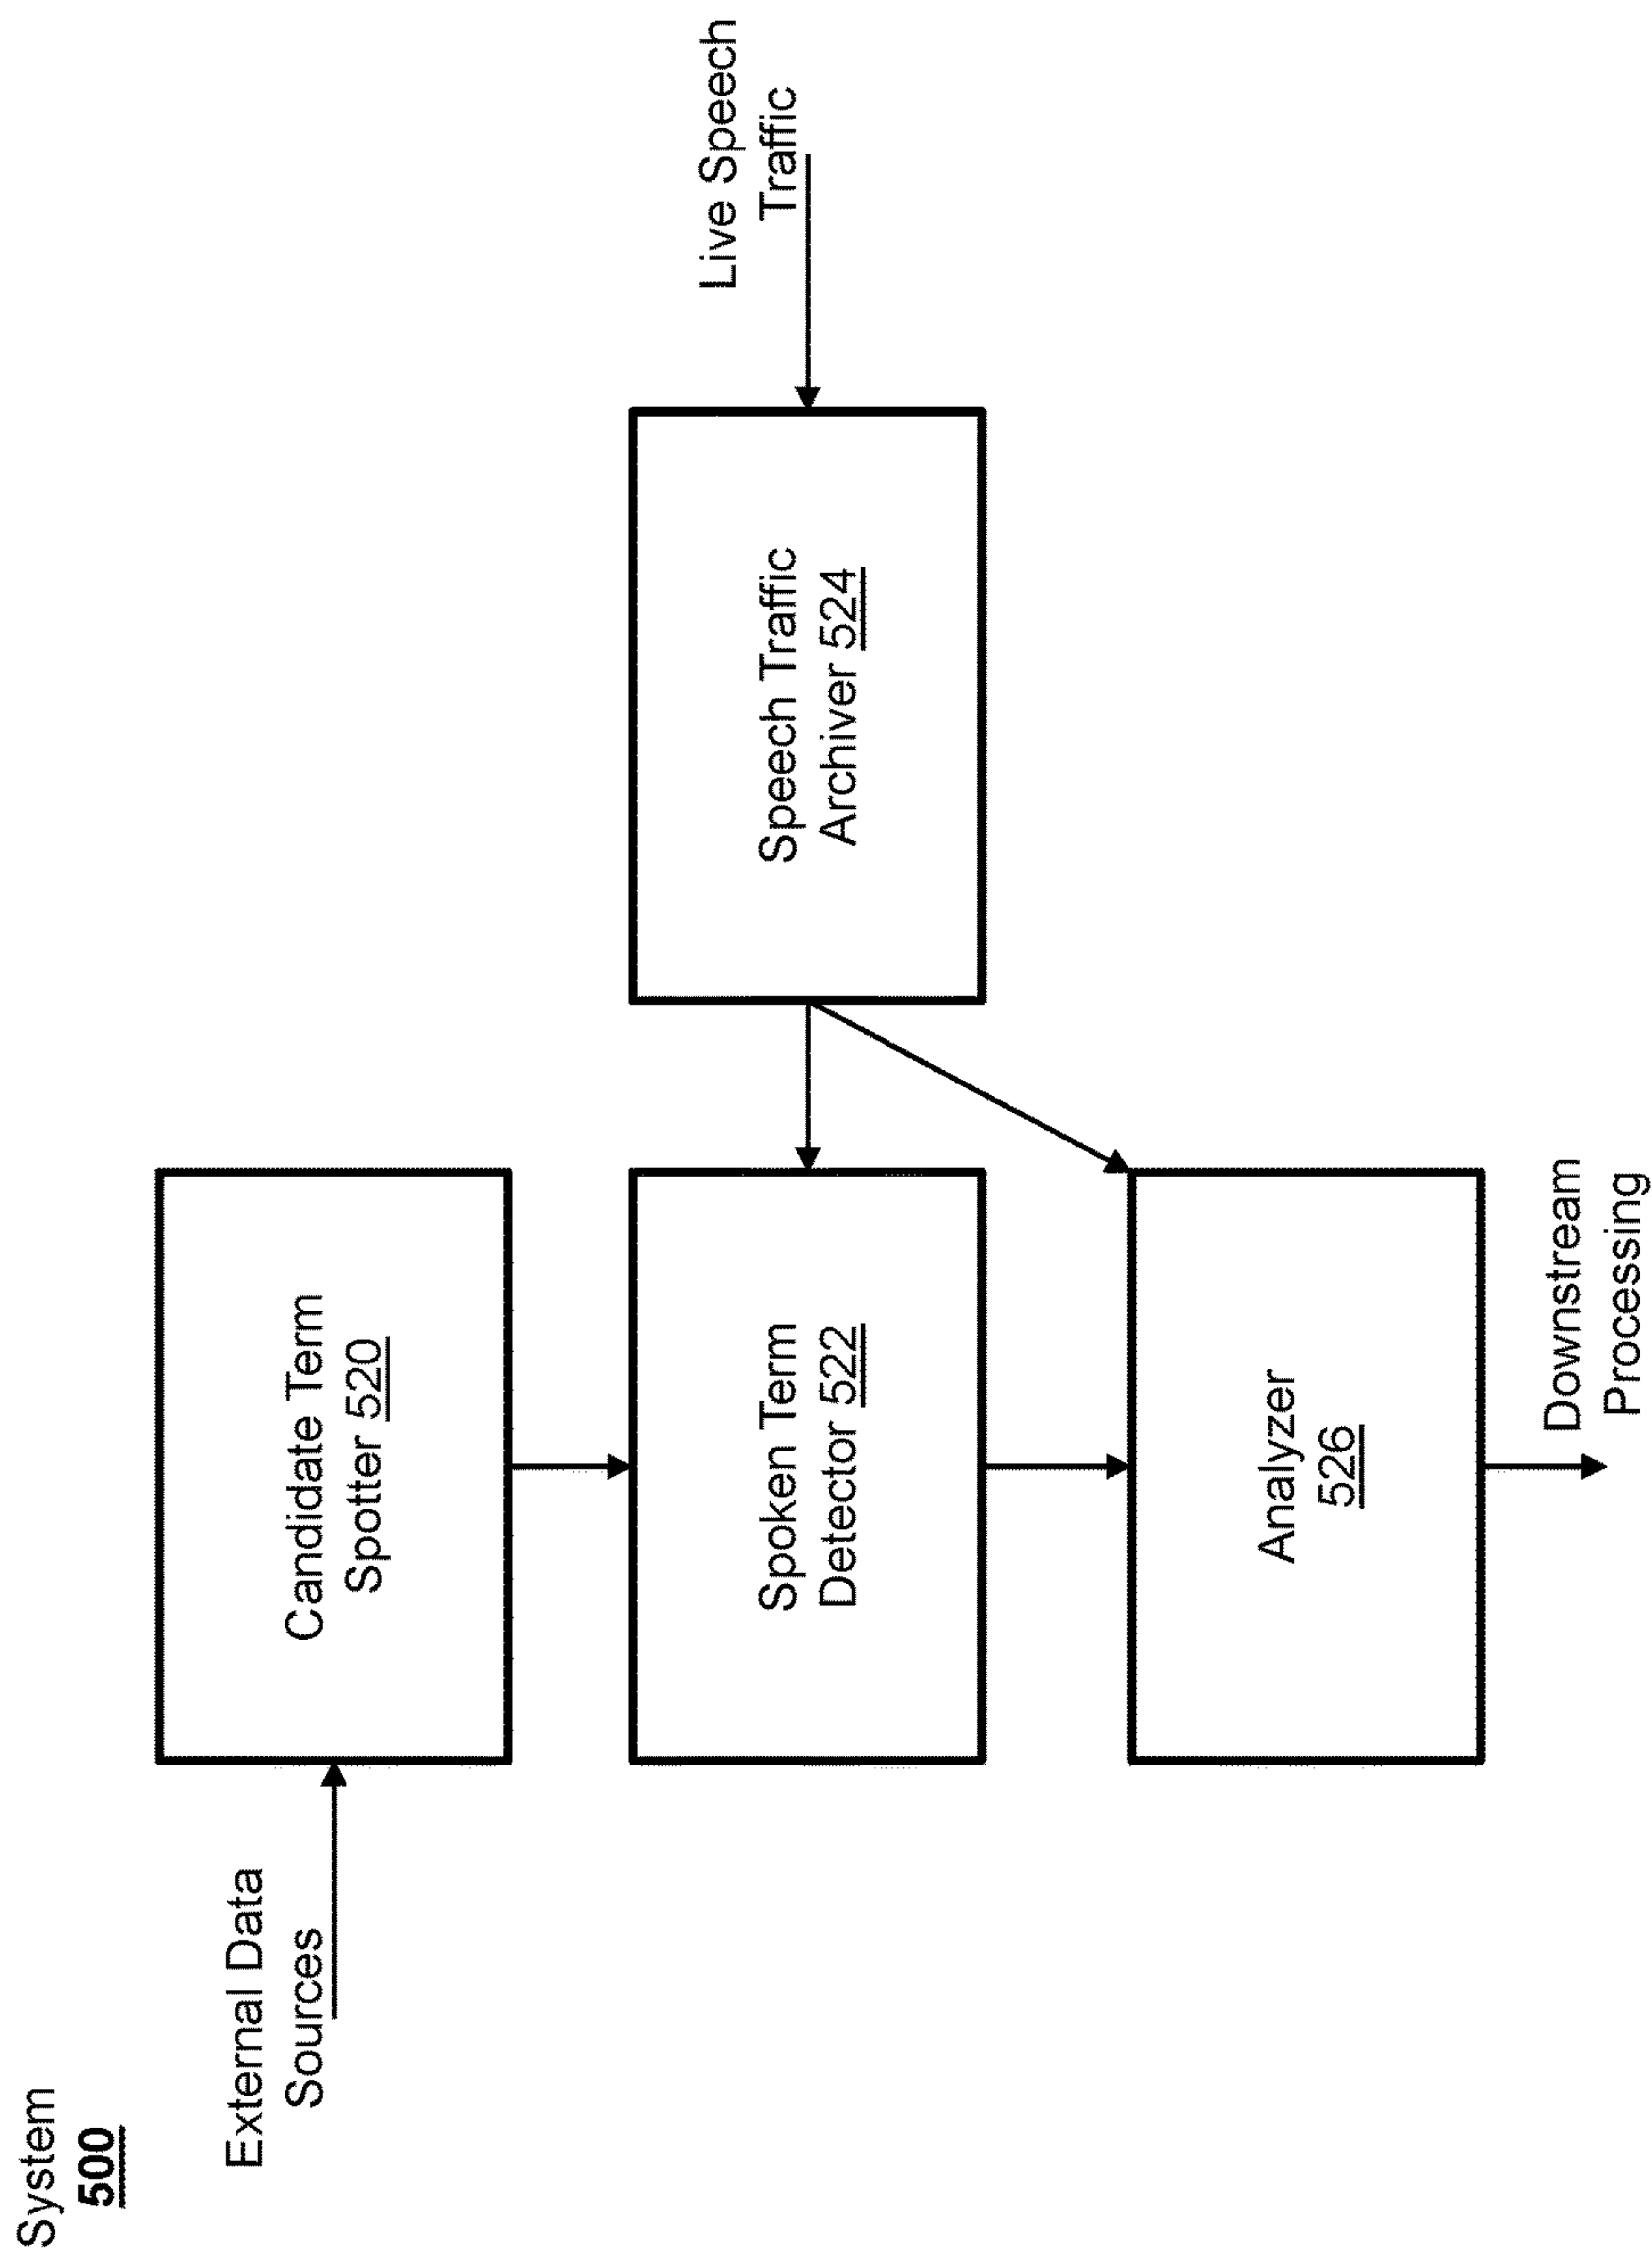 System
500
External Data
Sources
Candidate Term
Spotter 520
Spoken Term
Detector 522
Speech Traffic
Archiver 524
Live Speech
Traffic
Analyzer
526
Downstream
Processing